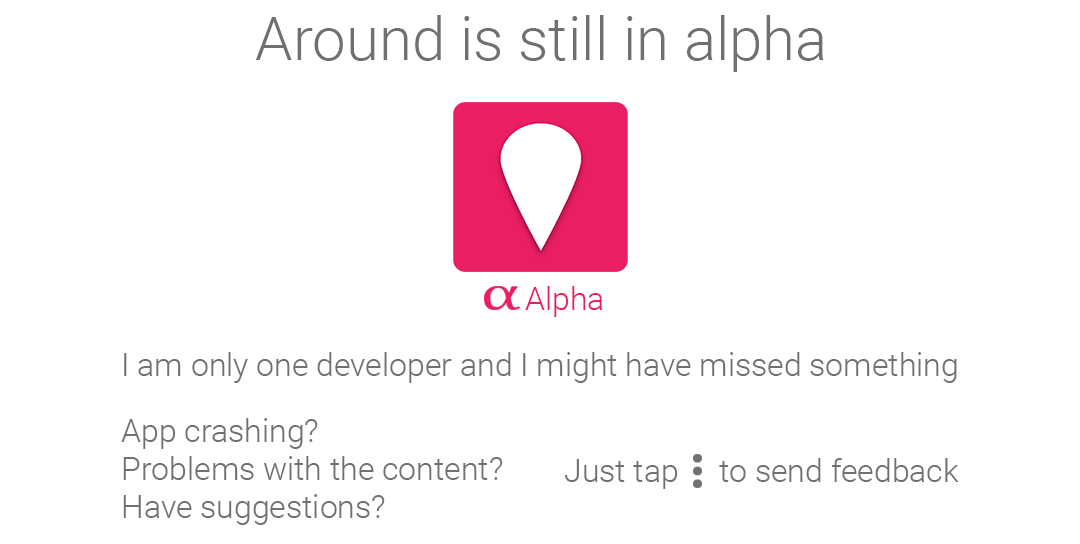 Around is still in alpha
α Alpha
I am only one developer and I might have missed something
App crashing?
Problems with the content?
Have suggestions?
Just tap ⋮ to send feedback